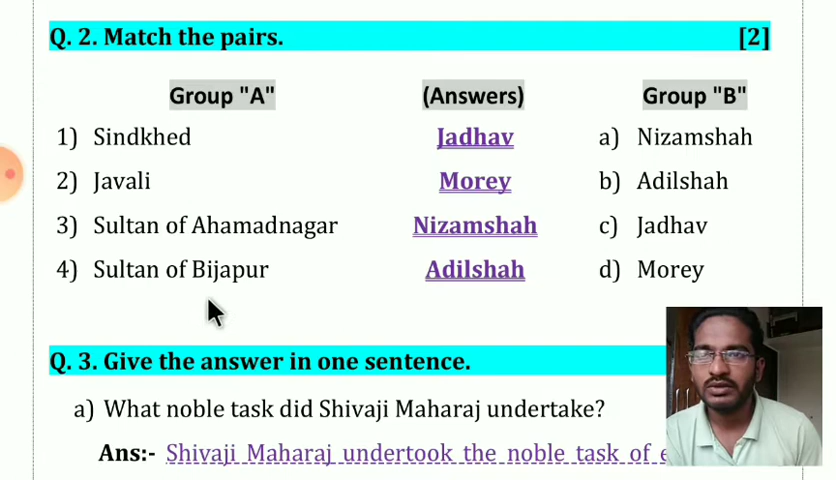 Q. 2. Match the pairs. [2]
Group "A" (Answers) Group "B"
1) Sindkhed Jadhav a) Nizamshah
2) Javali Morey b) Adilshah
3) Sultan of Ahamadnagar Nizamshah c) Jadhav
4) Sultan of Bijapur Adilshah d) Morey
Q. 3. Give the answer in one sentence.
a) What noble task did Shivaji Maharaj undertake?
Ans:- Shivaji Maharaj undertook the noble task of